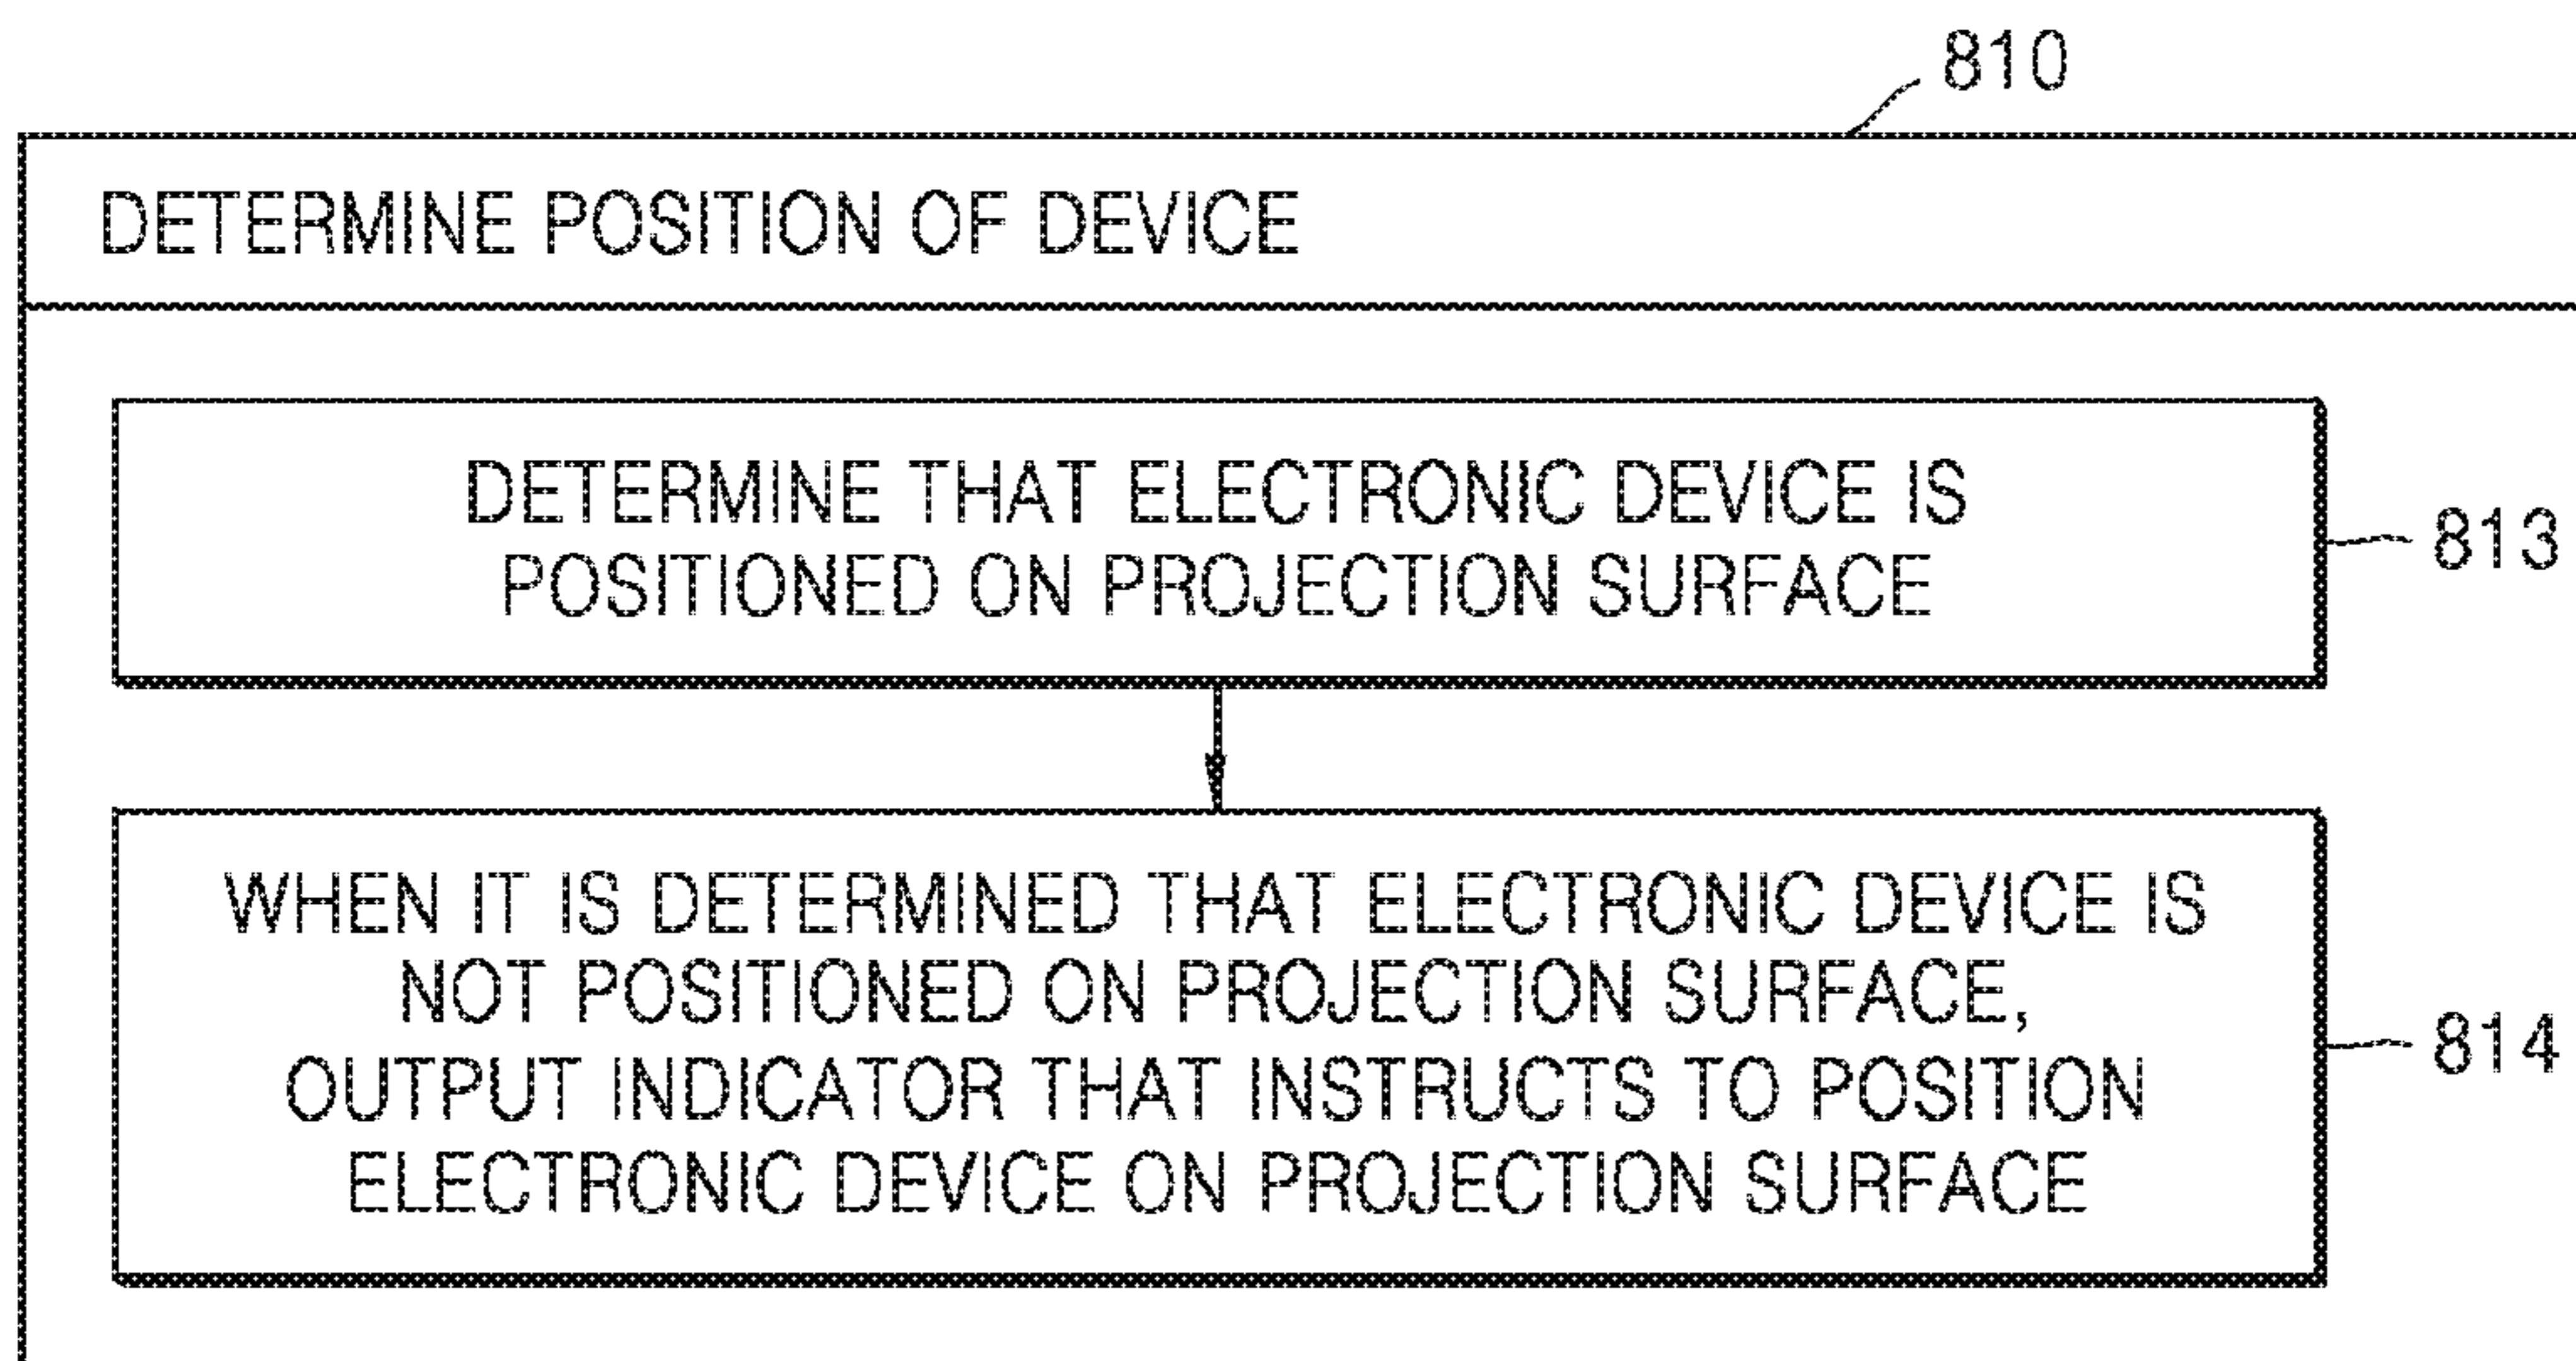 810
DETERMINE POSITION OF DEVICE
DETERMINE THAT ELECTRONIC DEVICE IS
POSITIONED ON PROJECTION SURFACE
813
WHEN IT IS DETERMINED THAT ELECTRONIC DEVICE IS
NOT POSITIONED ON PROJECTION SURFACE,
OUTPUT INDICATOR THAT INSTRUCTS TO POSITION
ELECTRONIC DEVICE ON PROJECTION SURFACE
814